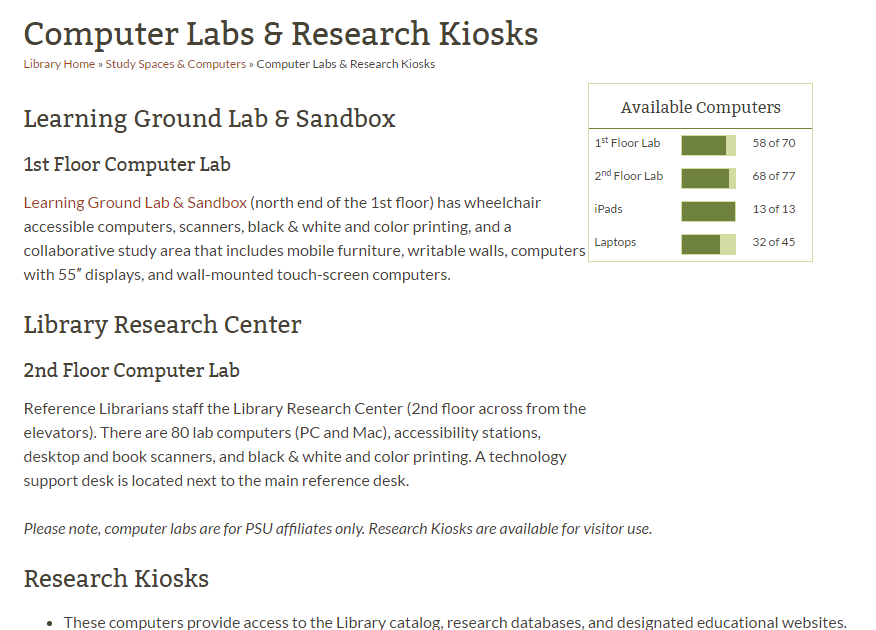 Computer Labs & Research Kiosks
Library Home » Study Spaces & Computers » Computer Labs & Research Kiosks
Learning Ground Lab & Sandbox
1st Floor Computer Lab
Learning Ground Lab & Sandbox (north end of the 1st floor) has wheelchair
accessible computers, scanners, black & white and color printing, and a
collaborative study area that includes mobile furniture, writable walls, computers
with 55″ displays, and wall-mounted touch-screen computers.
Available Computers
1st Floor Lab 58 of 70
2nd Floor Lab 68 of 77
iPads 13 of 13
Laptops 32 of 45
Library Research Center
2nd Floor Computer Lab
Reference Librarians staff the Library Research Center (2nd floor across from the
elevators). There are 80 lab computers (PC and Mac), accessibility stations,
desktop and book scanners, and black & white and color printing. A technology
support desk is located next to the main reference desk.
Please note, computer labs are for PSU affiliates only. Research Kiosks are available for visitor use.
Research Kiosks
• These computers provide access to the Library catalog, research databases, and designated educational websites.